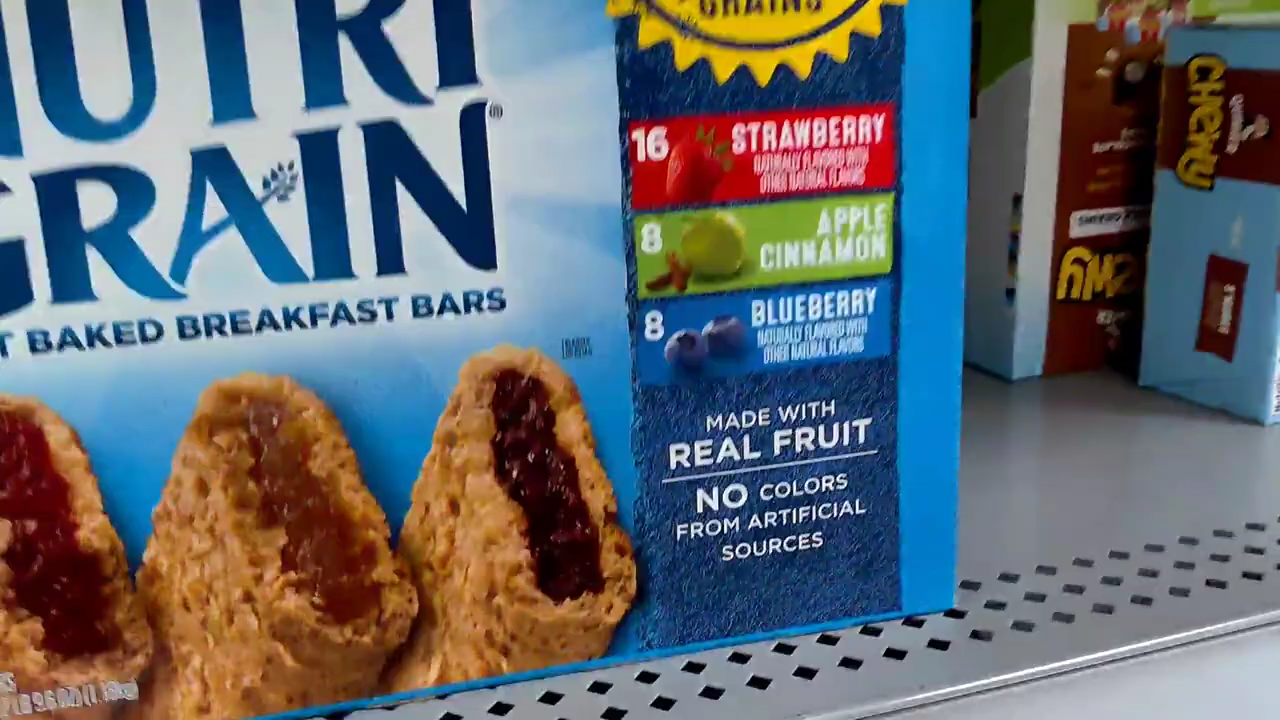 NUTRI
GRAIN®
T BAKED BREAKFAST BARS
GRAINS
16 STRAWBERRY
NATURALLY FLAVORED WITH
OTHER NATURAL FLAVORS
8 APPLE
CINNAMON
8 BLUEBERRY
NATURALLY FLAVORED WITH
OTHER NATURAL FLAVORS
MADE WITH
REAL FRUIT
NO COLORS
FROM ARTIFICIAL
SOURCES
Chewy
Chewy